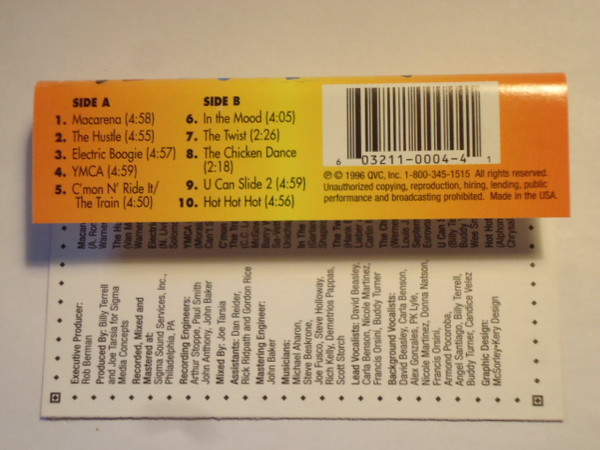 SIDE A
1. Macarena (4:58)
2. The Hustle (4:55)
3. Electric Boogie (4:57)
4. YMCA (4:59)
5. C'mon N' Ride It/
The Train (4:50)
SIDE B
6. In the Mood (4:05)
7. The Twist (2:26)
8. The Chicken Dance
(2:18)
9. U Can Slide 2 (4:59)
10. Hot Hot Hot (4:56)
6 03211-0004-4 1
℗ © 1996 QVC, Inc. 1-800-345-1515 All rights reserved.
Unauthorized copying, reproduction, hiring, lending, public
performance and broadcasting prohibited. Made in the USA.
Executive Producer:
Rob Berman
Produced By: Billy Terrell
and Joe Tarsia for Sigma
Media Concepts
Recorded, Mixed and
Mastered at:
Sigma Sound Services, Inc.,
Philadelphia, PA
Recording Engineers:
Arthur Stoppe, Paul Smith
John Anthony, John Baker
Mixed By: Joe Tarsia
Assistants: Dan Reider,
Rick Ridpath and Gordon Rice
Mastering Engineer:
John Baker
Musicians:
Michael Aharon,
Steve Beskrone,
Joe Fusco, Steve Holloway,
Rich Kelly, Demetrios Pappas,
Scott Storch
Lead Vocalists: David Beasley,
Carla Benson, Nicole Martinez,
Francis Orsini, Buddy Turner
Background Vocalists:
David Beasley, Carla Benson,
Alex Gonzales, PK Lyle,
Nicole Martinez, Donna Natson,
Francis Orsini,
Armond Pocoroba,
Angel Santiago, Billy Terrell,
Buddy Turner, Candice Velez
Graphic Design:
McSorley+Kerry Design